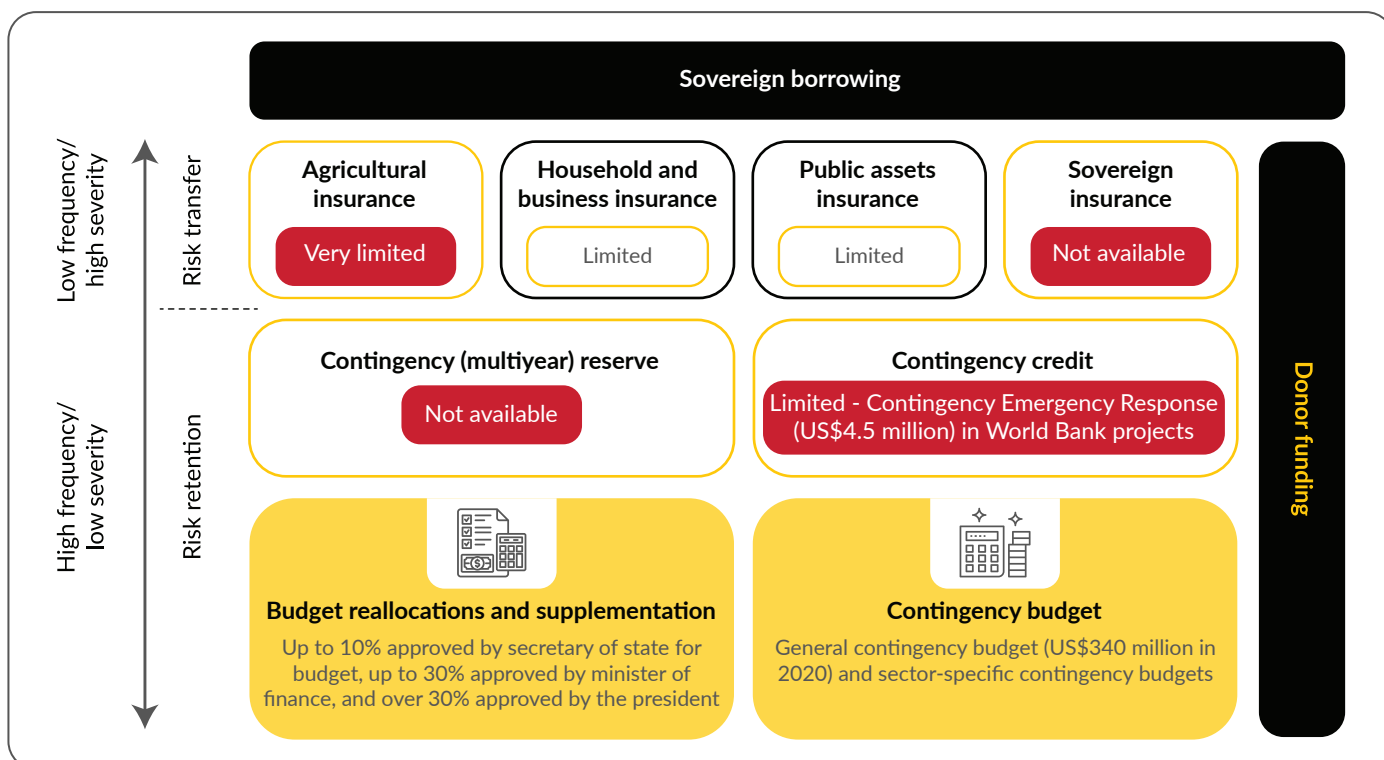 Sovereign borrowing
Low frequency/
high severity
Risk transfer
Agricultural
insurance
Very limited
Household and
business insurance
Limited
Public assets
insurance
Limited
Sovereign
insurance
Not available
High frequency/
low severity
Risk retention
Contingency (multiyear) reserve
Not available
Contingency credit
Limited - Contingency Emergency Response
(US$4.5 million) in World Bank projects
Budget reallocations and supplementation
Up to 10% approved by secretary of state for
budget, up to 30% approved by minister of
finance, and over 30% approved by the president
Contingency budget
General contingency budget (US$340 million in
2020) and sector-specific contingency budgets
Donor funding